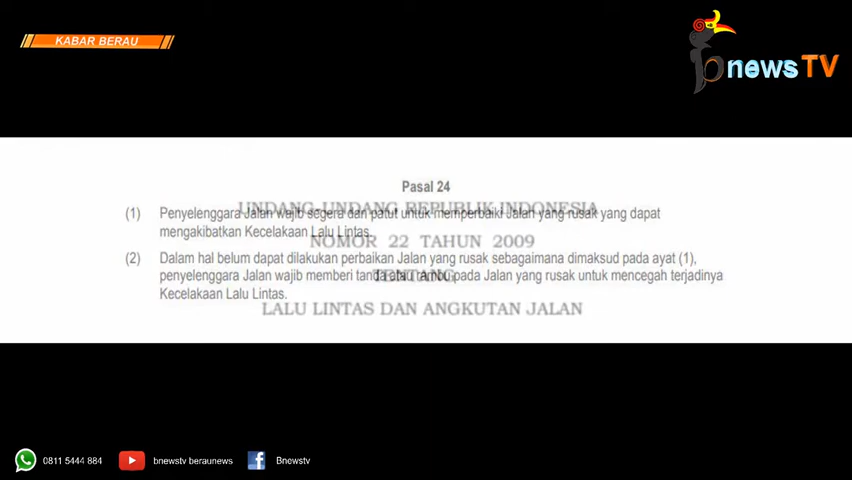 KABAR BERAU
bnewsTV
Pasal 24
UNDANG-UNDANG REPUBLIK INDONESIA
(1) Penyelenggara Jalan wajib segera dan patut untuk memperbaiki Jalan yang rusak yang dapat
mengakibatkan Kecelakaan Lalu Lintas.
NOMOR 22 TAHUN 2009
(2) Dalam hal belum dapat dilakukan perbaikan Jalan yang rusak sebagaimana dimaksud pada ayat (1),
penyelenggara Jalan wajib memberi tanda atau rambu pada Jalan yang rusak untuk mencegah terjadinya
TENTANG
Kecelakaan Lalu Lintas.
LALU LINTAS DAN ANGKUTAN JALAN
0811 5444 884 bnewstv beraunews Bnewstv